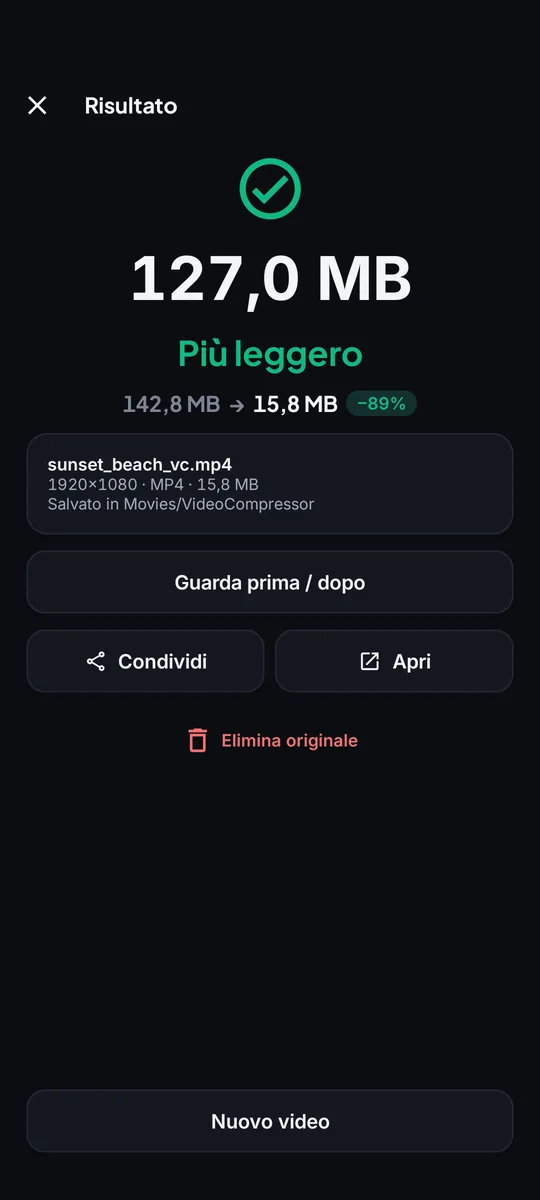 Risultato
127,0 MB
Più leggero
142,8 MB → 15,8 MB −89%
sunset_beach_vc.mp4
1920×1080 · MP4 · 15,8 MB
Salvato in Movies/VideoCompressor
Guarda prima / dopo
Condividi
Apri
Elimina originale
Nuovo video